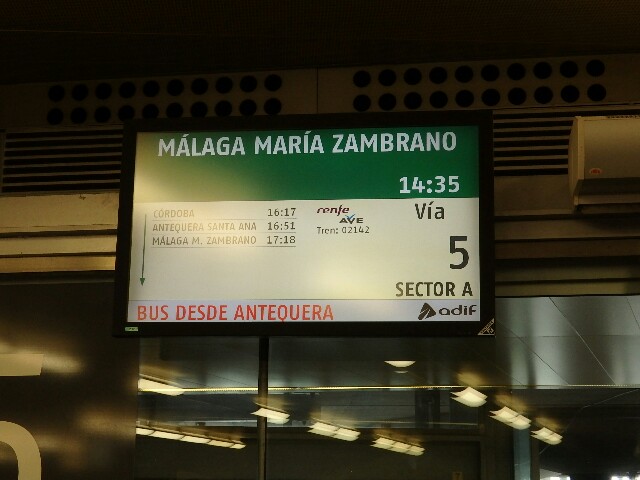 MÁLAGA MARÍA ZAMBRANO
14:35
CÓRDOBA 16:17
ANTEQUERA SANTA ANA 16:51
MÁLAGA M. ZAMBRANO 17:18
renfe
AVE
Tren: 02142
Vía
5
SECTOR A
BUS DESDE ANTEQUERA
adif